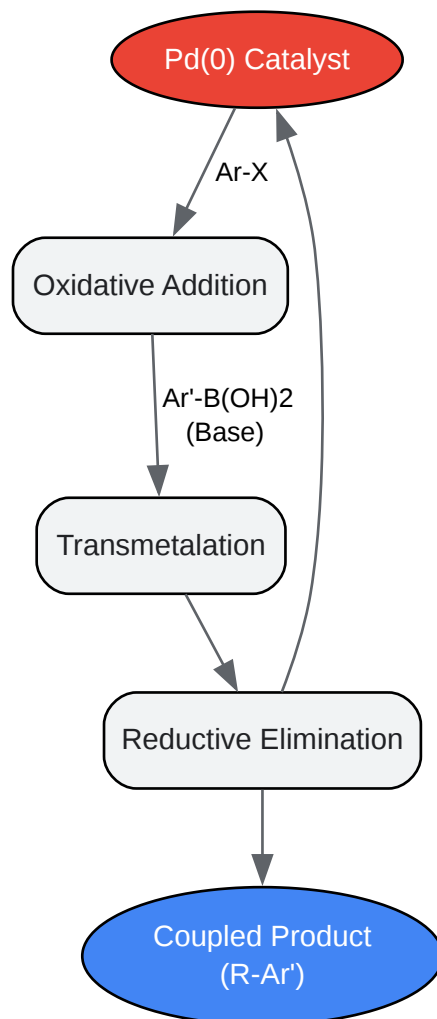 Pd(0) Catalyst
Ar-X
Oxidative Addition
Ar'-B(OH)2
(Base)
Transmetalation
Reductive Elimination
Coupled Product
(R-Ar')